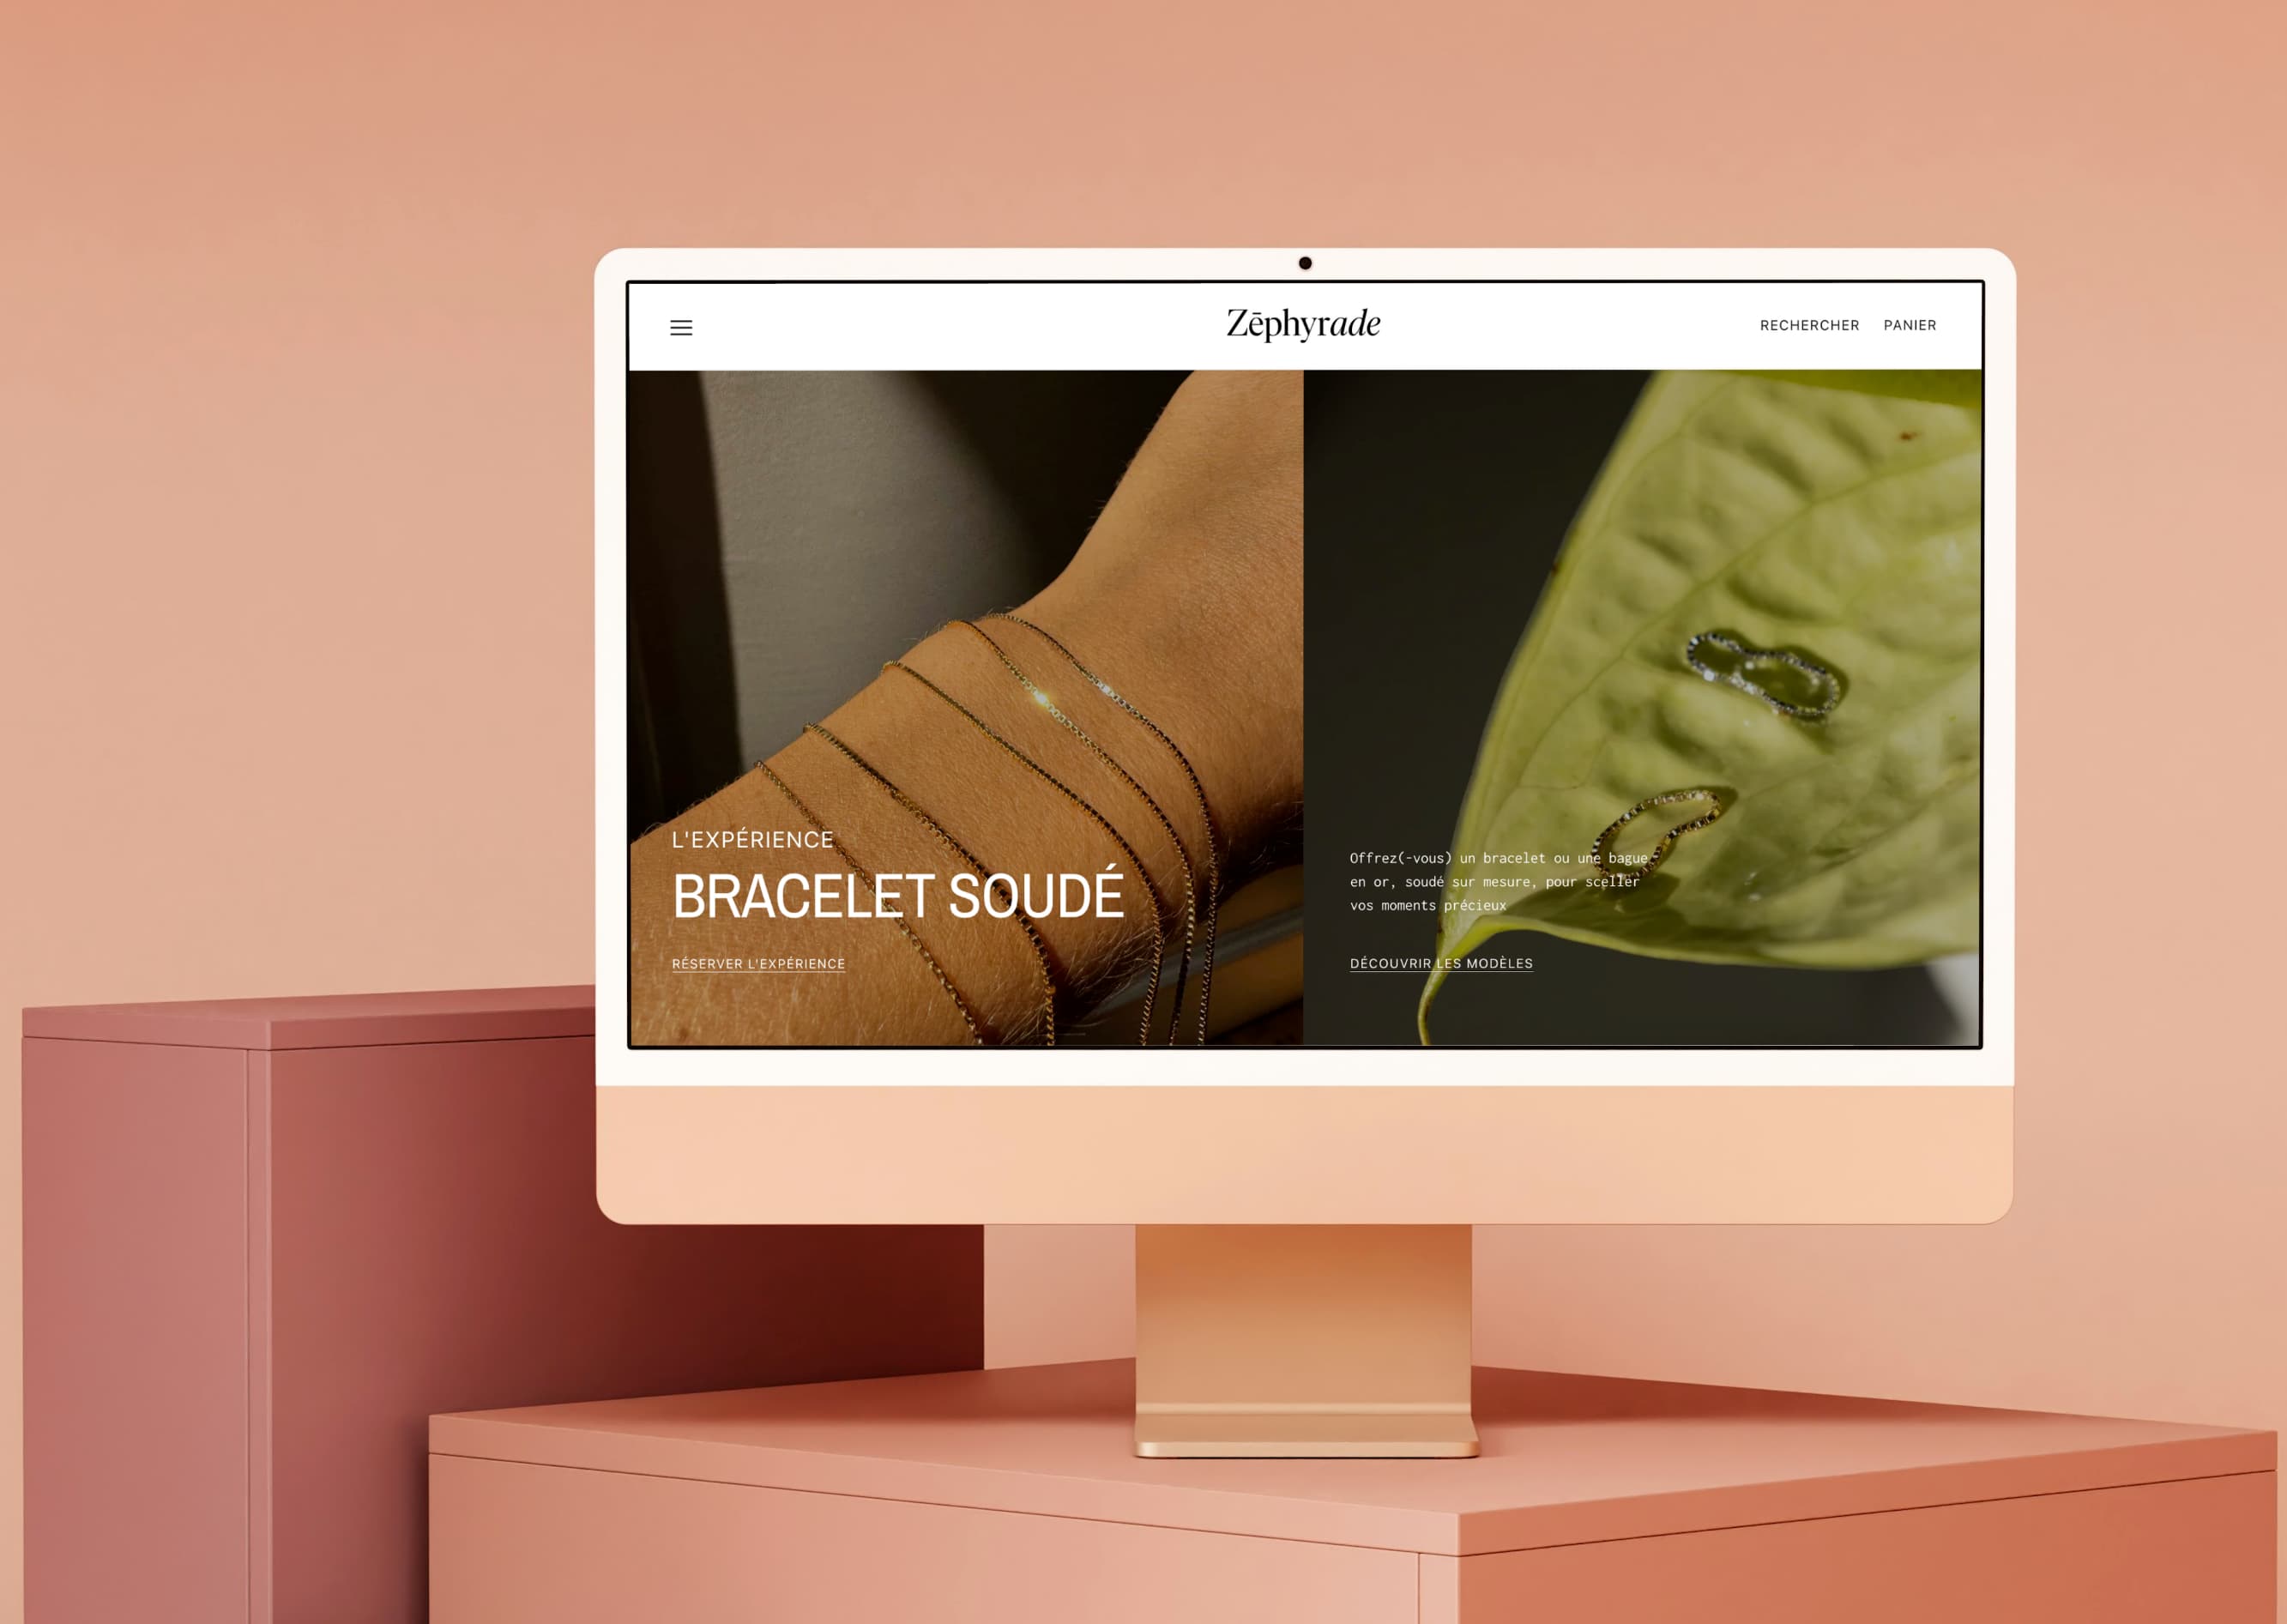 Zēphyrade
RECHERCHER PANIER
L'EXPÉRIENCE
BRACELET SOUDÉ
RÉSERVER L'EXPÉRIENCE
Offrez(-vous) un bracelet ou une bague
en or, soudé sur mesure, pour sceller
vos moments précieux
DÉCOUVRIR LES MODÈLES